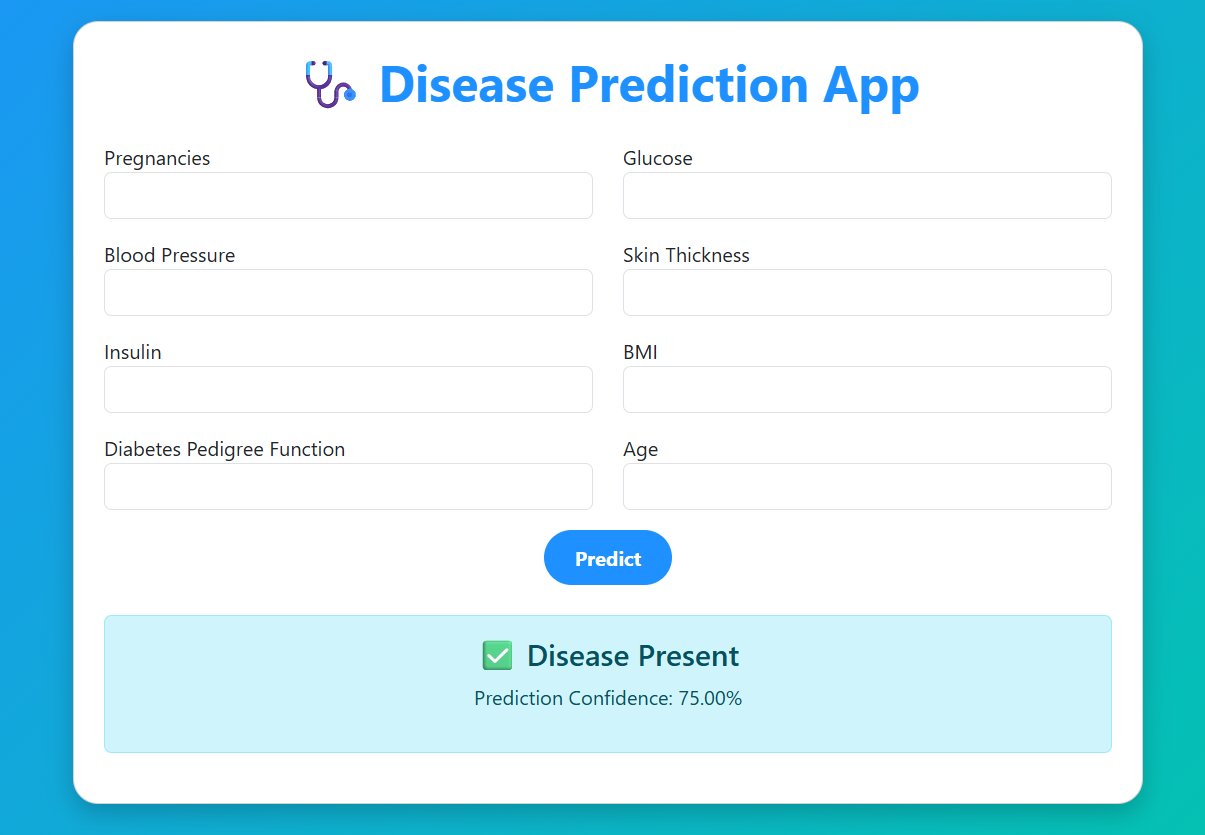 Disease Prediction App
Pregnancies
Glucose
Blood Pressure
Skin Thickness
Insulin
BMI
Diabetes Pedigree Function
Age
Predict
Disease Present
Prediction Confidence: 75.00%